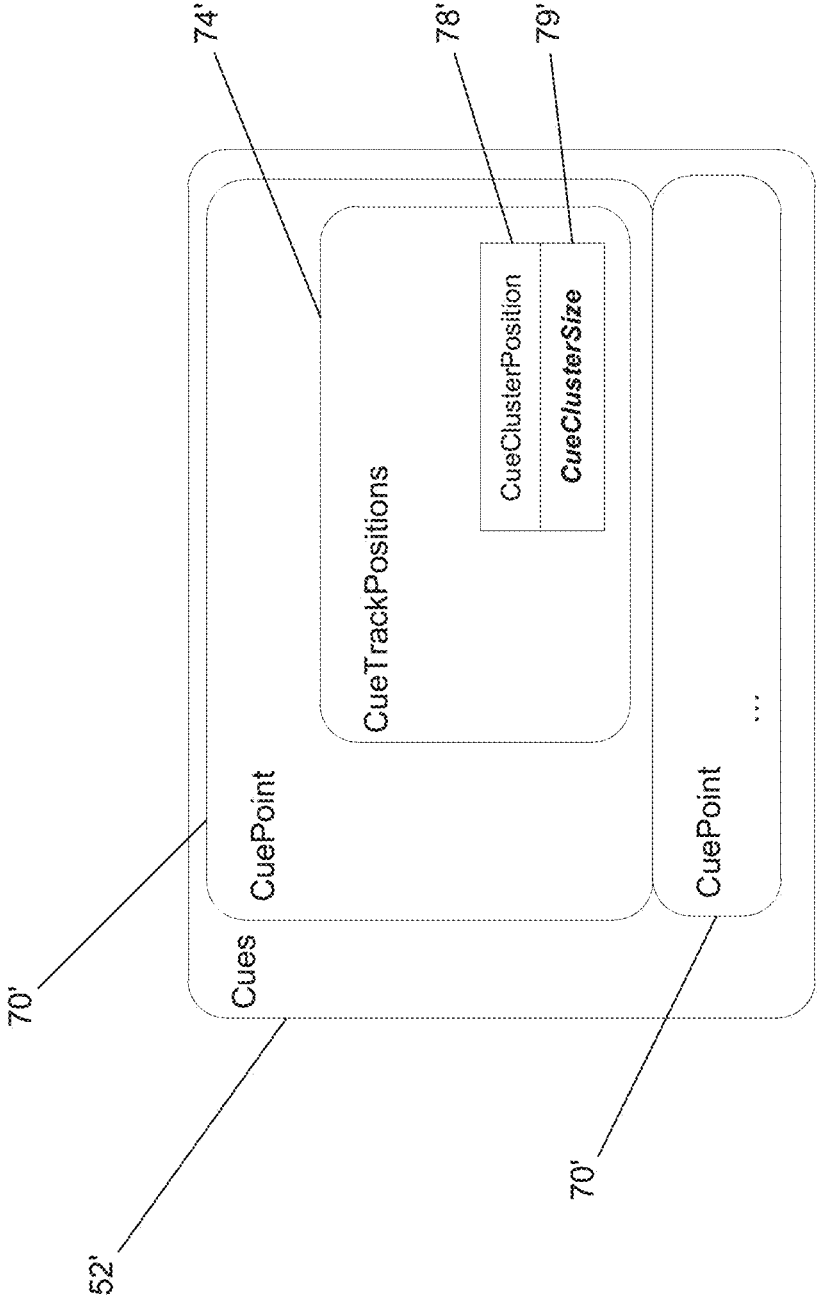 52'
70'
Cues
CuePoint
74'
CueTrackPositions
78'
CueClusterPosition
79'
CueClusterSize
70'
CuePoint
...